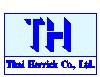 TH
Thai Herrick Co., Ltd.